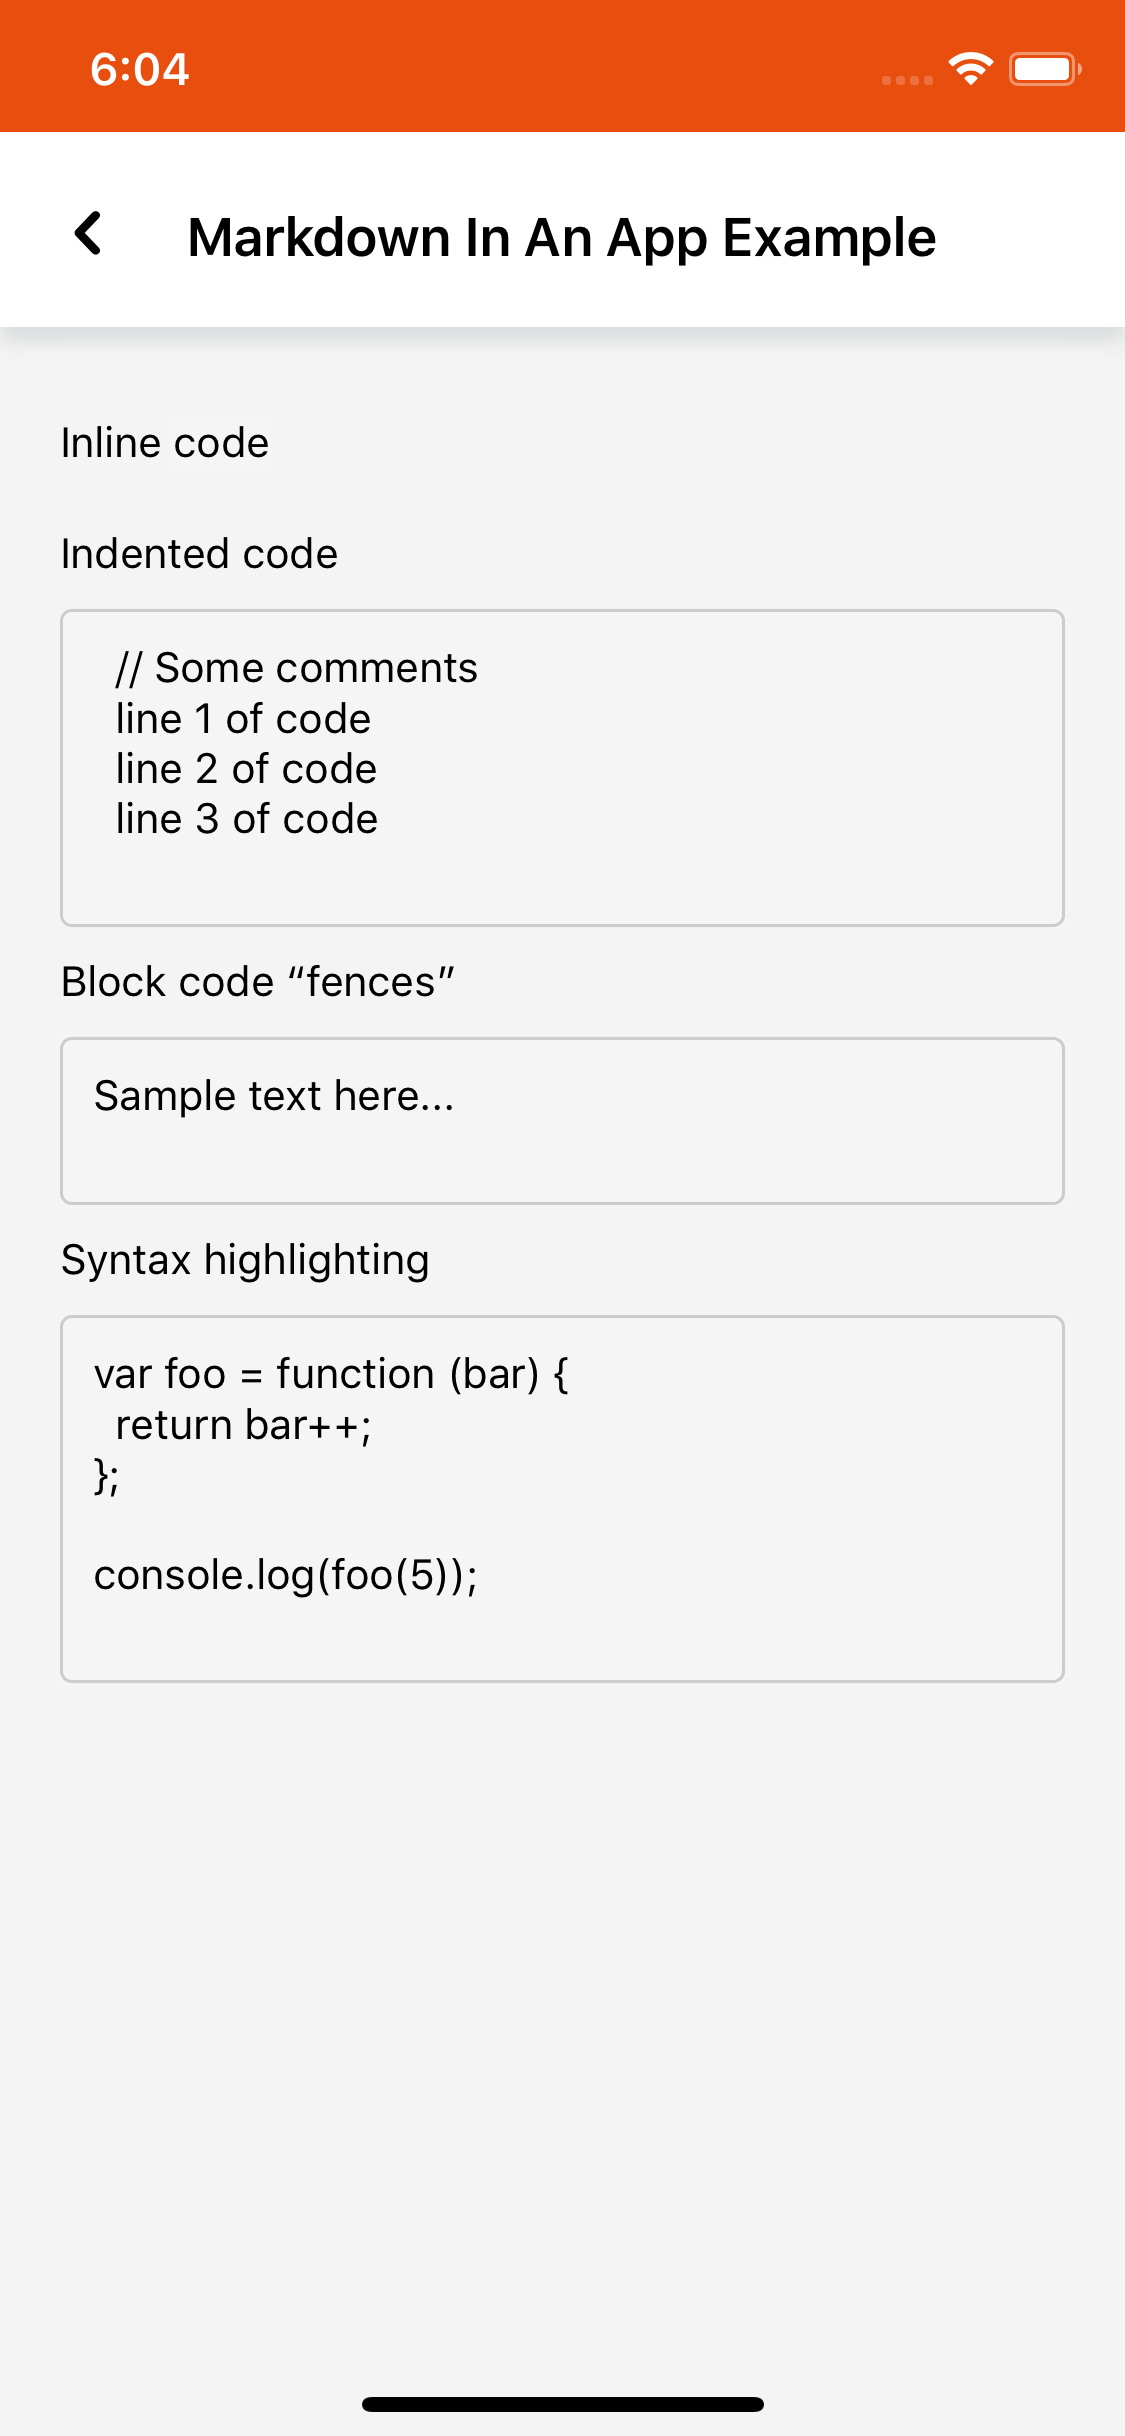 6:04
Markdown In An App Example
Inline code
Indented code
// Some comments
line 1 of code
line 2 of code
line 3 of code
Block code “fences”
Sample text here...
Syntax highlighting
var foo = function (bar) {
  return bar++;
};
console.log(foo(5));